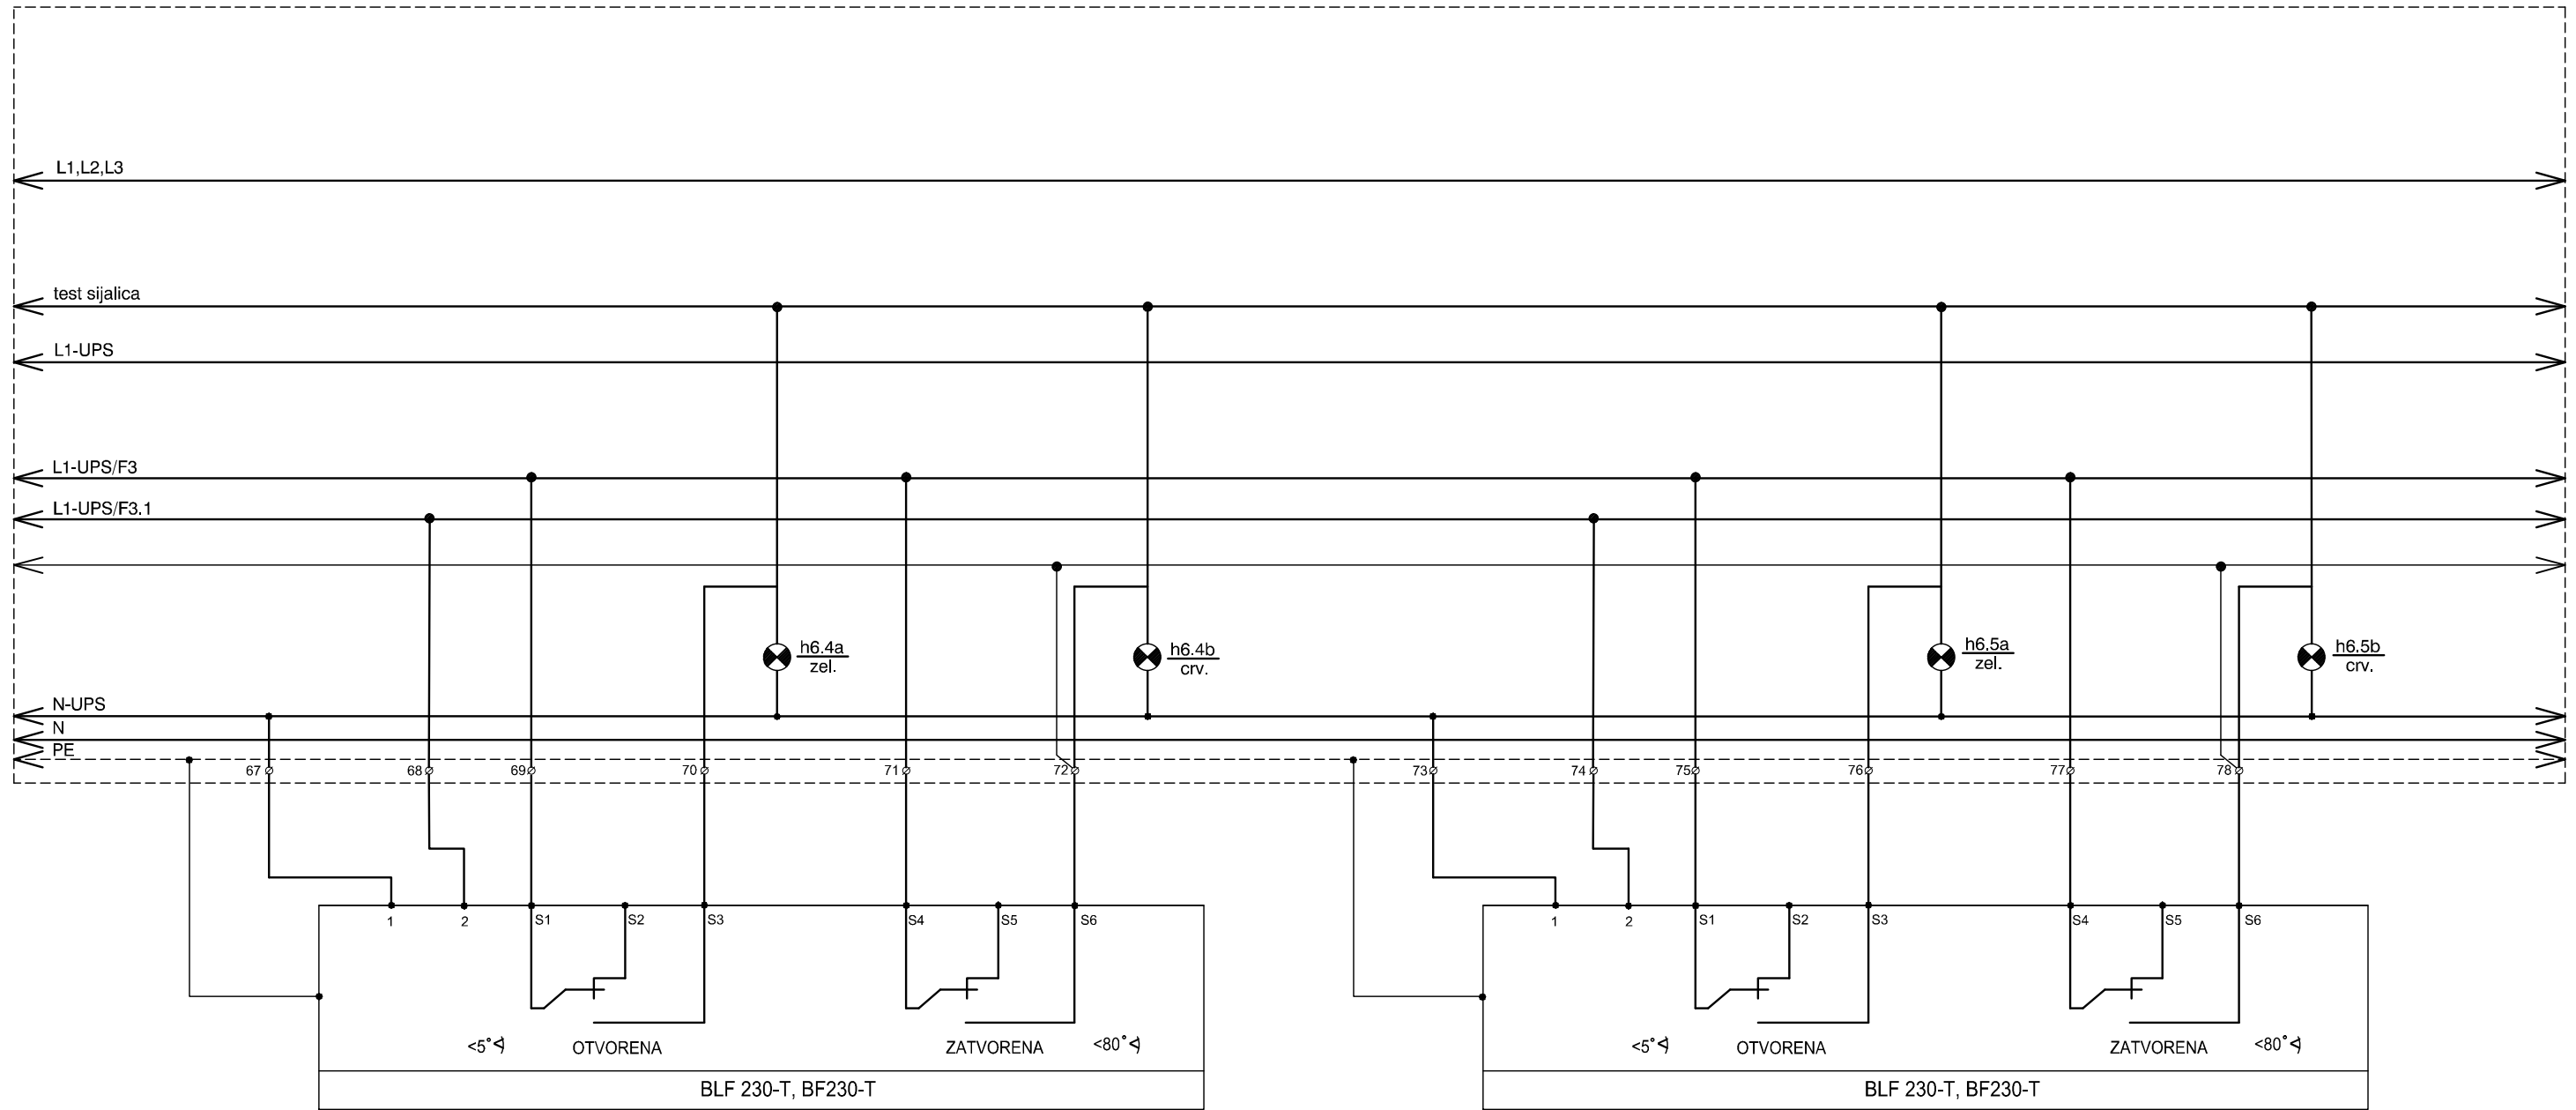 L1,L2,L3
test sijalica
L1-UPS
L1-UPS/F3
L1-UPS/F3.1
h6.4a
zel.
h6.4b
crv.
h6.5a
zel.
h6.5b
crv.
N-UPS
N
PE
67 68 69 70 71 72 73 74 75 76 77 78
1 2 S1 S2 S3 S4 S5 S6 1 2 S1 S2 S3 S4 S5 S6
<5° OTVORENA ZATVORENA <80° <5° OTVORENA ZATVORENA <80°
BLF 230-T, BF230-T BLF 230-T, BF230-T